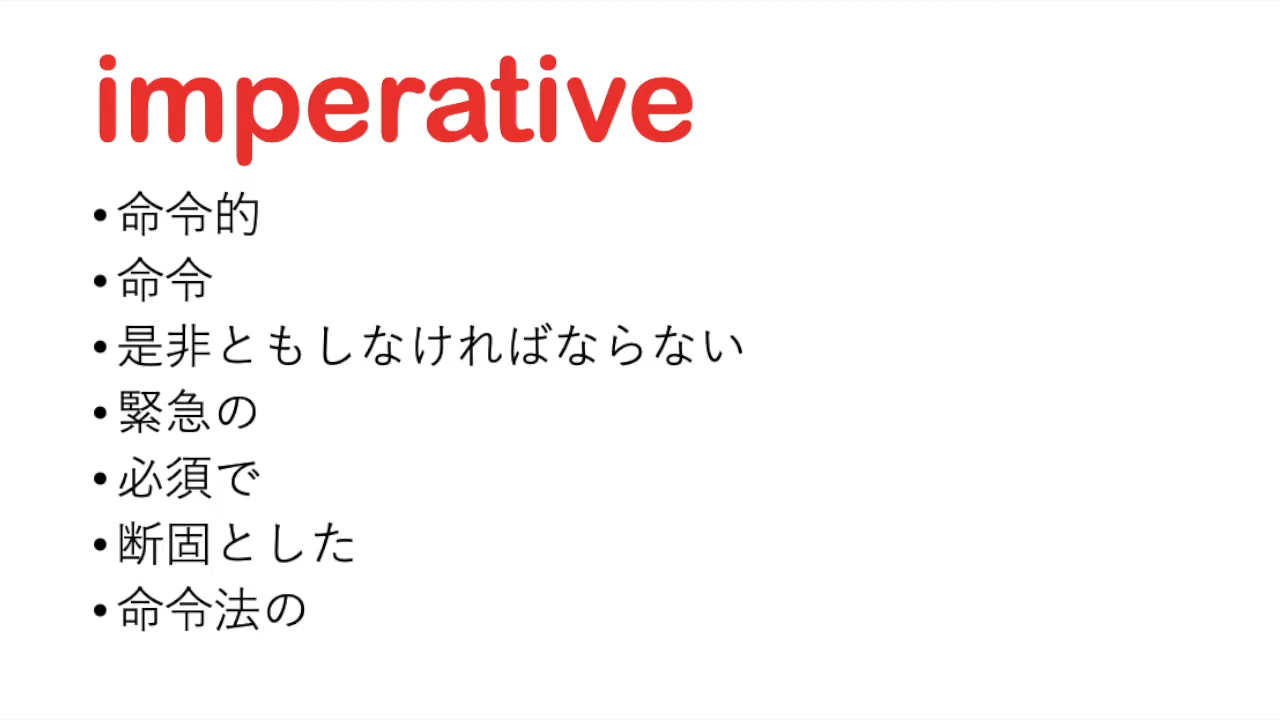 imperative
•命令的
•命令
•是非ともしなければならない
•緊急の
•必須で
•断固とした
•命令法の